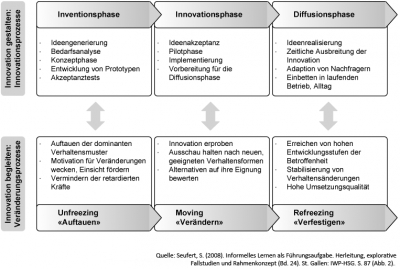 Innovation gestalten:
Innovationsprozesse
Inventionsphase
Innovationsphase
Diffusionsphase
- Ideengenerierung
- Bedarfsanalyse
- Konzeptphase
- Entwicklung von Prototypen
- Akzeptanztests
- Ideenakzeptanz
- Pilotphase
- Implementierung
- Vorbereitung für die
Diffusionsphase
- Ideenrealisierung
- Zeitliche Ausbreitung der
Innovation
- Adaption von Nachfragern
- Einbetten in laufenden
Betrieb, Alltag
Innovation begleiten:
Veränderungsprozesse
- Auftauen der dominanten
Verhaltensmuster
- Motivation für Veränderungen
wecken, Einsicht fördern
- Vermindern der retardierten
Kräfte
- Innovation erproben
- Ausschau halten nach neuen,
geeigneten Verhaltensformen
- Alternativen auf ihre Eignung
bewerten
- Erreichen von hohen
Entwicklungsstufen der
Betroffenheit
- Stabilisierung von
Verhaltensänderungen
- Hohe Umsetzungsqualität
Unfreezing
«Auftauen»
Moving
«Verändern»
Refreezing
«Verfestigen»
Quelle: Seufert, S. (2008). Informelles Lernen als Führungsaufgabe. Herleitung, explorative
Fallstudien und Rahmenkonzept (Bd. 24). St. Gallen: IWP-HSG. S. 87 (Abb. 2).